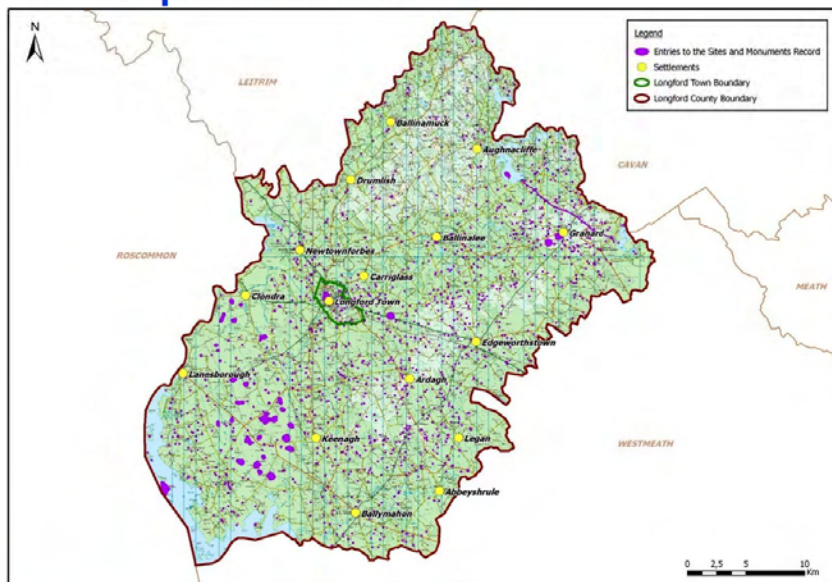 N
Legend
Entries to the Sites and Monuments Record
Settlements
Longford Town Boundary
Longford County Boundary
LEITRIM
Ballinamuck
Aughnacliffe
CAVAN
Drumlish
Granard
Ballinalee
Newtownforbes
ROSCOMMON
Carriglass
MEATH
Clondra
Longford Town
Edgeworthstown
Lanesborough
Ardagh
Keenagh
Legan
WESTMEATH
Abbeyshrule
Ballymahon
0 2,5 5 10
Km